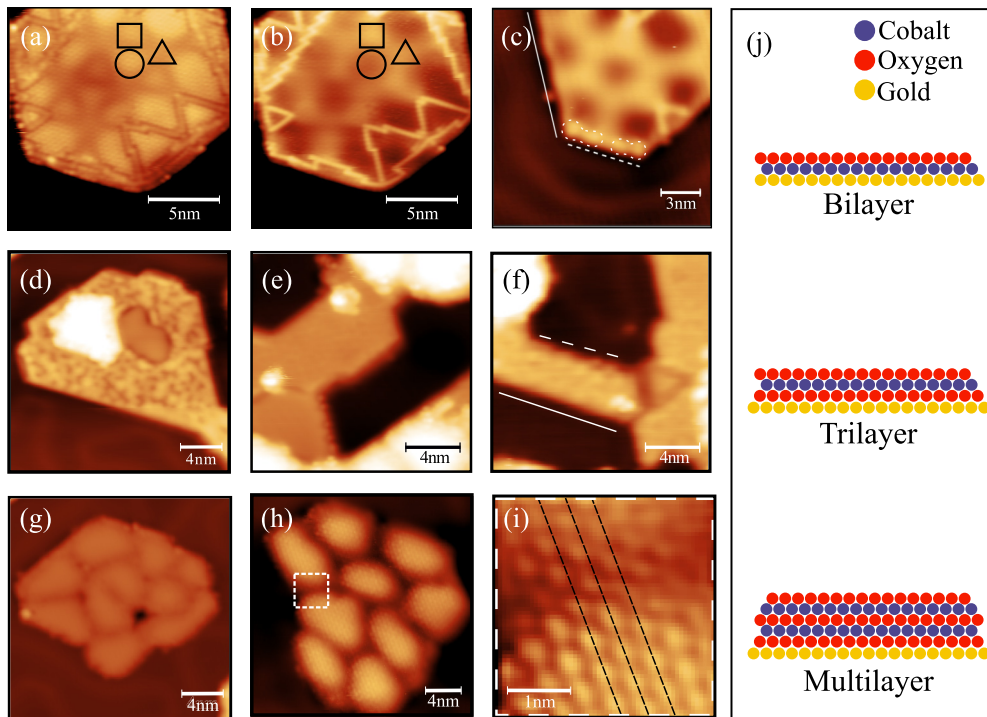 (a)
5nm
(b)
5nm
(c)
3nm
(d)
4nm
(e)
4nm
(f)
4nm
(g)
4nm
(h)
4nm
(i)
1nm
(j)
Cobalt
Oxygen
Gold
Bilayer
Trilayer
Multilayer